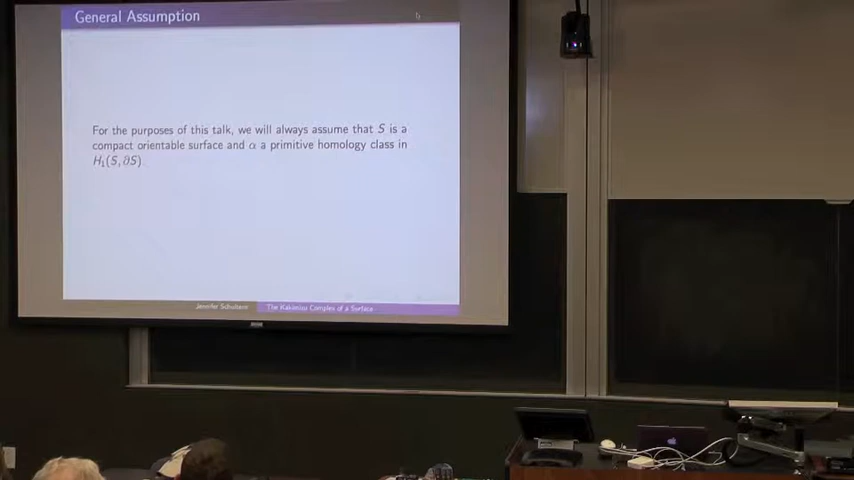 General Assumption
For the purposes of this talk, we will always assume that S is a
compact orientable surface and α a primitive homology class in
H₁(S, ∂S)
Jennifer Schultens
The Kakimizu Complex of a Surface